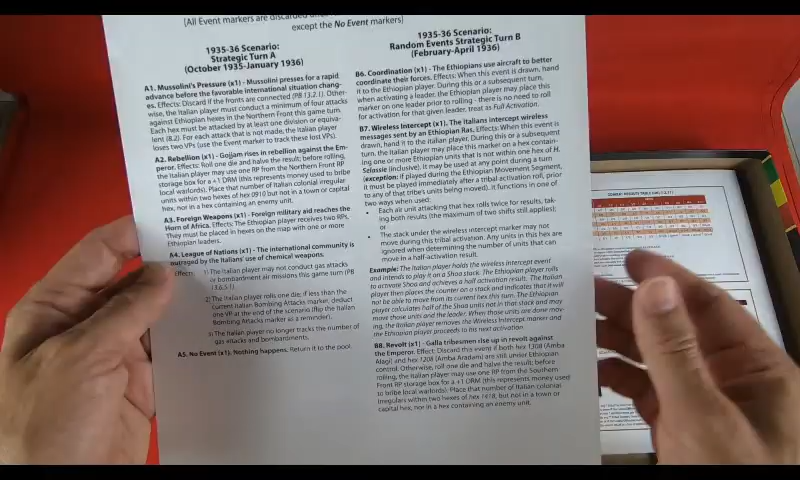 [All Event markers are discarded
except the No Event markers]
1935-36 Scenario:
Strategic Turn A
(October 1935-January 1936)
A1. Mussolini's Pressure (x1) - Mussolini presses for a rapid
advance before the favorable international situation chang-
es. Effects: Discard if the fronts are connected (PB 13.2.1). Other-
wise, the Italian player must conduct a minimum of four attacks
against Ethiopian hexes in the Northern Front this game turn.
Each hex must be attacked by at least one division or equiva-
lent (8.2). For each attack that is not made, the Italian player
loses two VPs (use the Event marker to track these lost VPs).
A2. Rebellion (x1) - Gojjam rises in rebellion against the Em-
peror. Effects: Roll one die and halve the result; before rolling,
the Italian player may use one RP from the Northern Front RP
storage box for a +1 DRM (this represents money used to bribe
local warlords). Place that number of Italian colonial irregular
units within two hexes of hex 0910 but not in a town or capital
hex, nor in a hex containing an enemy unit.
A3. Foreign Weapons (x1) - Foreign military aid reaches the
Horn of Africa. Effects: The Ethiopian player receives two RPs.
They must be placed in hexes on the map with one or more
Ethiopian leaders.
A4. League of Nations (x1) - The international community is
outraged by the Italians' use of chemical weapons.
Effect: 1) The Italian player may not conduct gas attacks
or bombardment air missions this game turn (PB
13.6.5.1)
2) The Italian player rolls one die; if less than the
current Italian Bombing Attacks marker, deduct
one VP at the end of the scenario (flip the Italian
Bombing Attacks marker as a reminder).
3) The Italian player no longer tracks the number of
gas attacks and bombardments.
A5. No Event (x1). Nothing happens. Return it to the pool.
1935-36 Scenario:
Random Events Strategic Turn B
(February-April 1936)
B6. Coordination (x1) - The Ethiopians use aircraft to better
coordinate their forces. Effects: When this event is drawn, hand
it to the Ethiopian player. During this or a subsequent turn,
when activating a leader, the Ethiopian player may place this
marker on one leader prior to rolling - there is no need to roll
for activation for that given leader, treat as Full Activation.
B7. Wireless Intercept (x1). The Italians intercept wireless
messages sent by an Ethiopian Ras. Effects: When this event is
drawn, hand it to the Italian player. During this or a subsequent
turn, the Italian player may place this marker on a hex contain-
ing one or more Ethiopian units that is not within one hex of H.
Selassie (inclusive). It may be used at any point during a turn
(exception: if played during the Ethiopian Movement Segment,
it must be played immediately after a tribal activation roll, prior
to any of that tribe's units being moved). It functions in one of
two ways when used:
• Each air unit attacking that hex rolls twice for results, tak-
ing both results (the maximum of two shifts still applies);
or
• The stack under the wireless intercept marker may not
move during this tribal activation. Any units in this hex are
ignored when determining the number of units that can
move in a half-activation result.
Example: The Italian player holds the wireless intercept event
and intends to play it on a Shoa stack. The Ethiopian player rolls
to activate Shoa and achieves a half activation result. The Italian
player then places the counter on a stack and indicates that it will
not be able to move from its current hex this turn. The Ethiopian
player calculates half of the Shoa units not in that stack and may
move those units and the leader. When those units are done mov-
ing, the Italian player removes the Wireless Intercept marker and
the Ethiopian player proceeds to his next activation.
B8. Revolt (x1) - Galla tribesmen rise up in revolt against
the Emperor. Effect: Discard this event if both hex 1308 (Amba
Alagi) and hex 1208 (Amba Aradam) are still under Ethiopian
control. Otherwise, roll one die and halve the result; before
rolling, the Italian player may use one RP from the Southern
Front RP storage box for a +1 DRM (this represents money used
to bribe local warlords). Place that number of Italian colonial
irregulars within two hexes of hex 1618, but not in a town or
capital hex, nor in a hex containing an enemy unit.